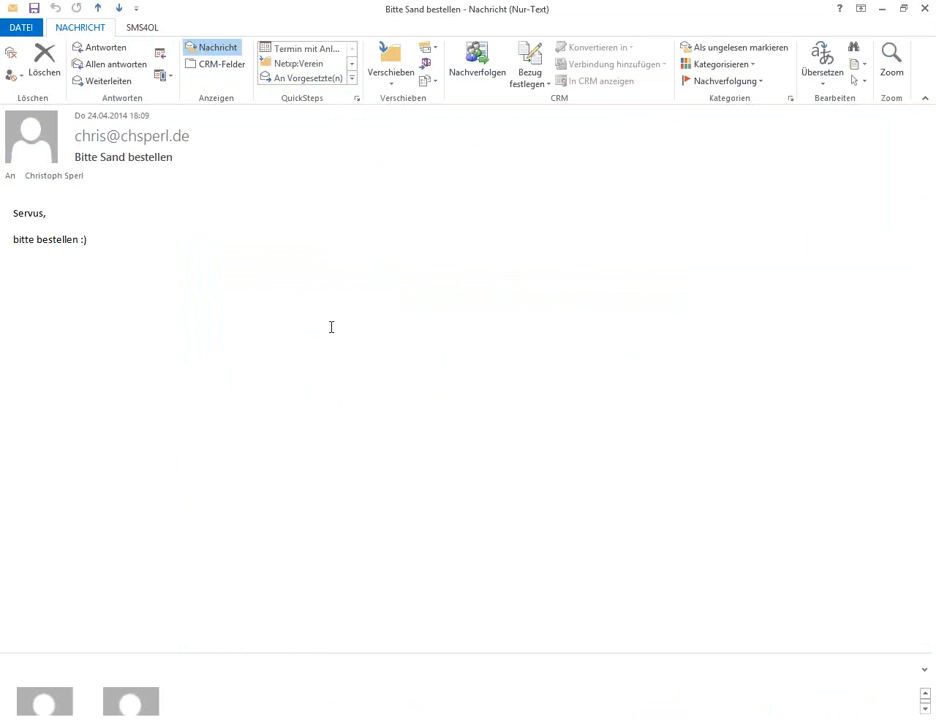 Bitte Sand bestellen - Nachricht (Nur-Text)
?
DATEI NACHRICHT SMS4OL
Löschen
Löschen
Antworten
Allen antworten
Weiterleiten
Antworten
Nachricht
CRM-Felder
Anzeigen
Termin mit Anl...
Netrp:Verein
An Vorgesetzte(n)
QuickSteps
Verschieben
Verschieben
Nachverfolgen
Bezug
festlegen
Konvertieren in
Verbindung hinzufügen
In CRM anzeigen
CRM
Als ungelesen markieren
Kategorisieren
Nachverfolgung
Kategorien
Übersetzen
Bearbeiten
Zoom
Zoom
Do 24.04.2014 18:09
chris@chsperl.de
Bitte Sand bestellen
An Christoph Sperl
Servus,
bitte bestellen :)